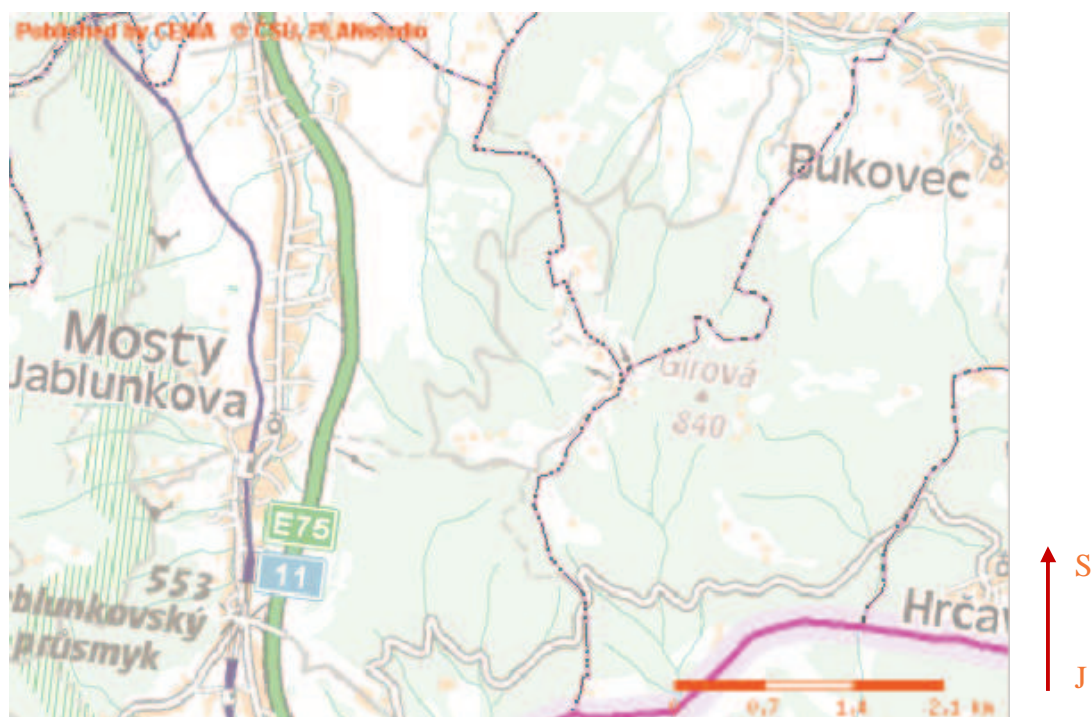 Published by CENIA © ČSÚ, PLANstudio
Bukovec
Mosty
Jablunkova
Girová
840
E75
11
553
blunkovský
průsmyk
Hrčav
S
J
0.7 1.4 2.1 km